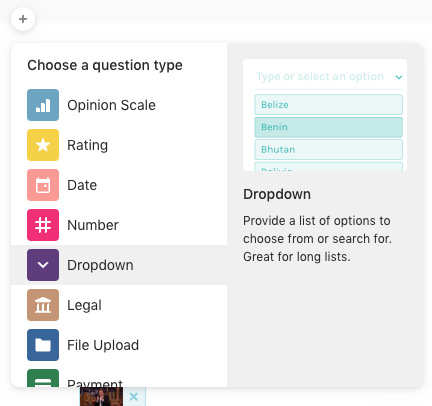 Choose a question type
Opinion Scale
Rating
Date
Number
Dropdown
Legal
File Upload
Payment
Type or select an option
Belize
Benin
Bhutan
Bolivia
Dropdown
Provide a list of options to
choose from or search for.
Great for long lists.